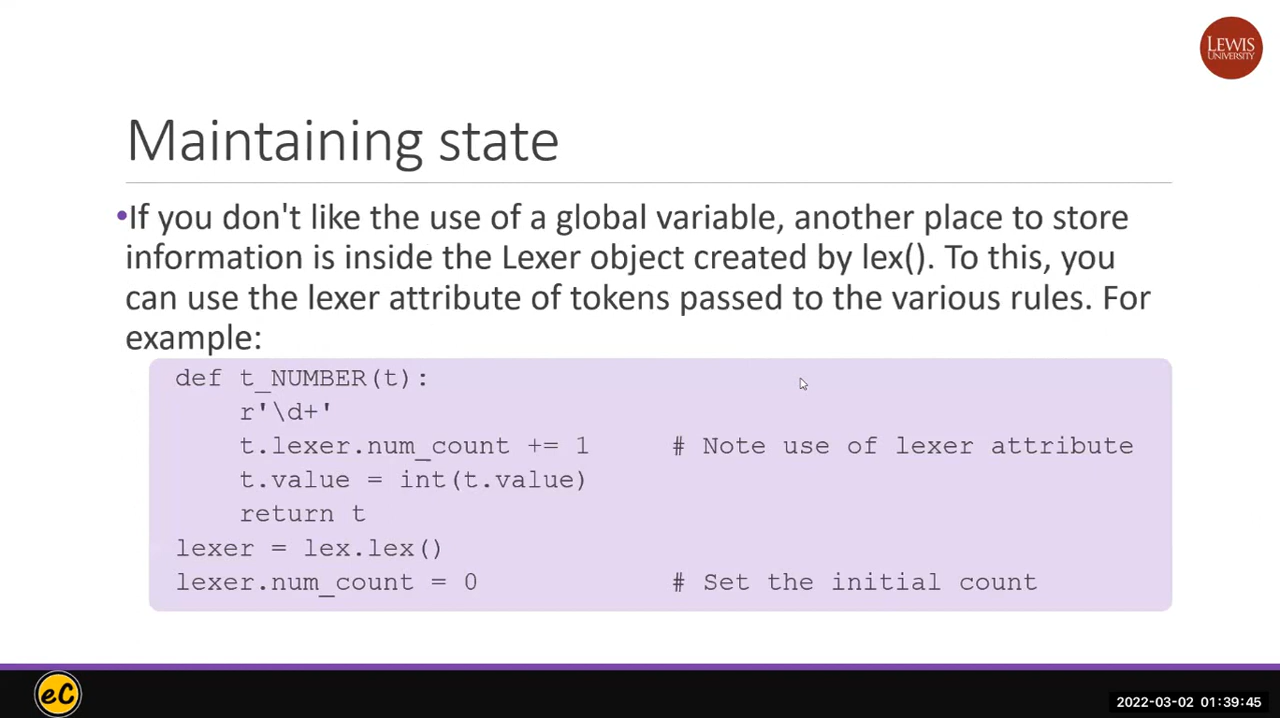 LEWIS
UNIVERSITY
Maintaining state
•If you don't like the use of a global variable, another place to store
information is inside the Lexer object created by lex(). To this, you
can use the lexer attribute of tokens passed to the various rules. For
example:
def t_NUMBER(t):
    r'\d+'
    t.lexer.num_count += 1     # Note use of lexer attribute
    t.value = int(t.value)
    return t
lexer = lex.lex()
lexer.num_count = 0            # Set the initial count
eC
2022-03-02 01:39:45